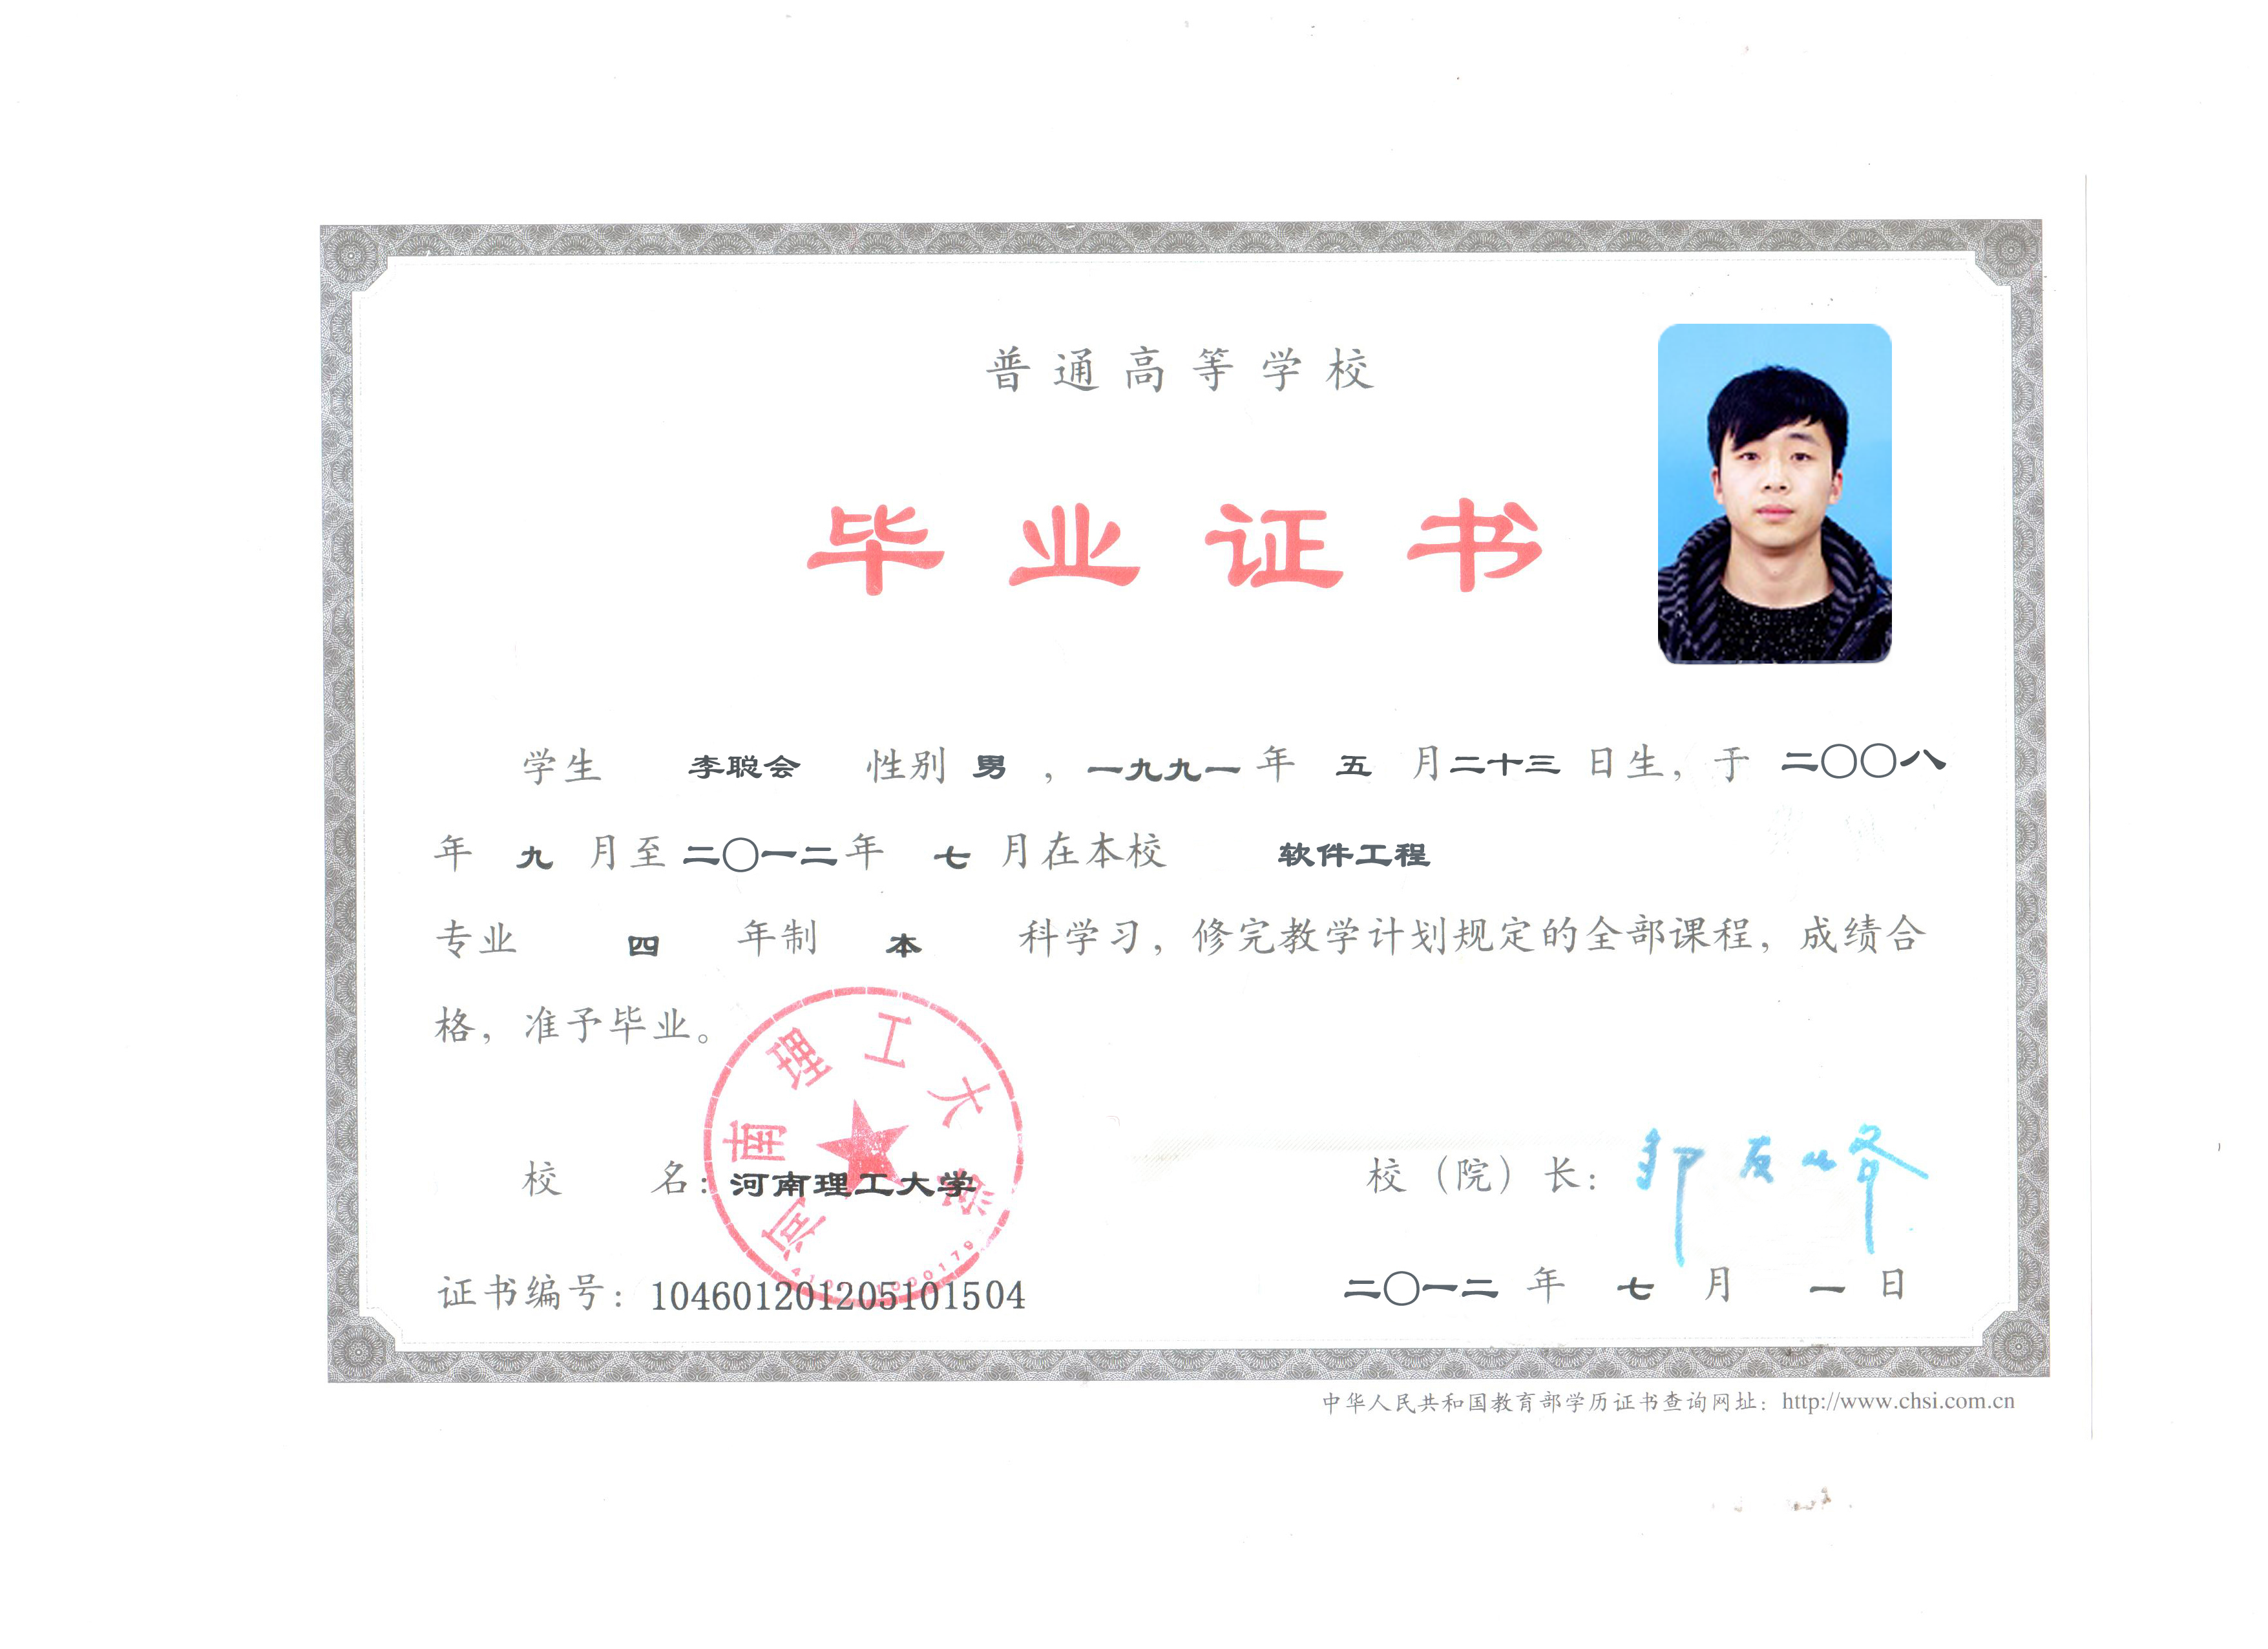 普通高等学校
毕业证书
学生 李聪会 性别 男 ，一九九一 年 五 月二十三 日生，于 二〇〇八
年 九 月至 二〇一二年 七 月在本校 软件工程
专业 四 年制 本 科学习，修完教学计划规定的全部课程，成绩合
格，准予毕业。
河南理工大学
校 名：河南理工大学
校（院）长：
证书编号：104601201205101504
二〇一二 年 七 月 一 日
中华人民共和国教育部学历证书查询网址：http://www.chsi.com.cn